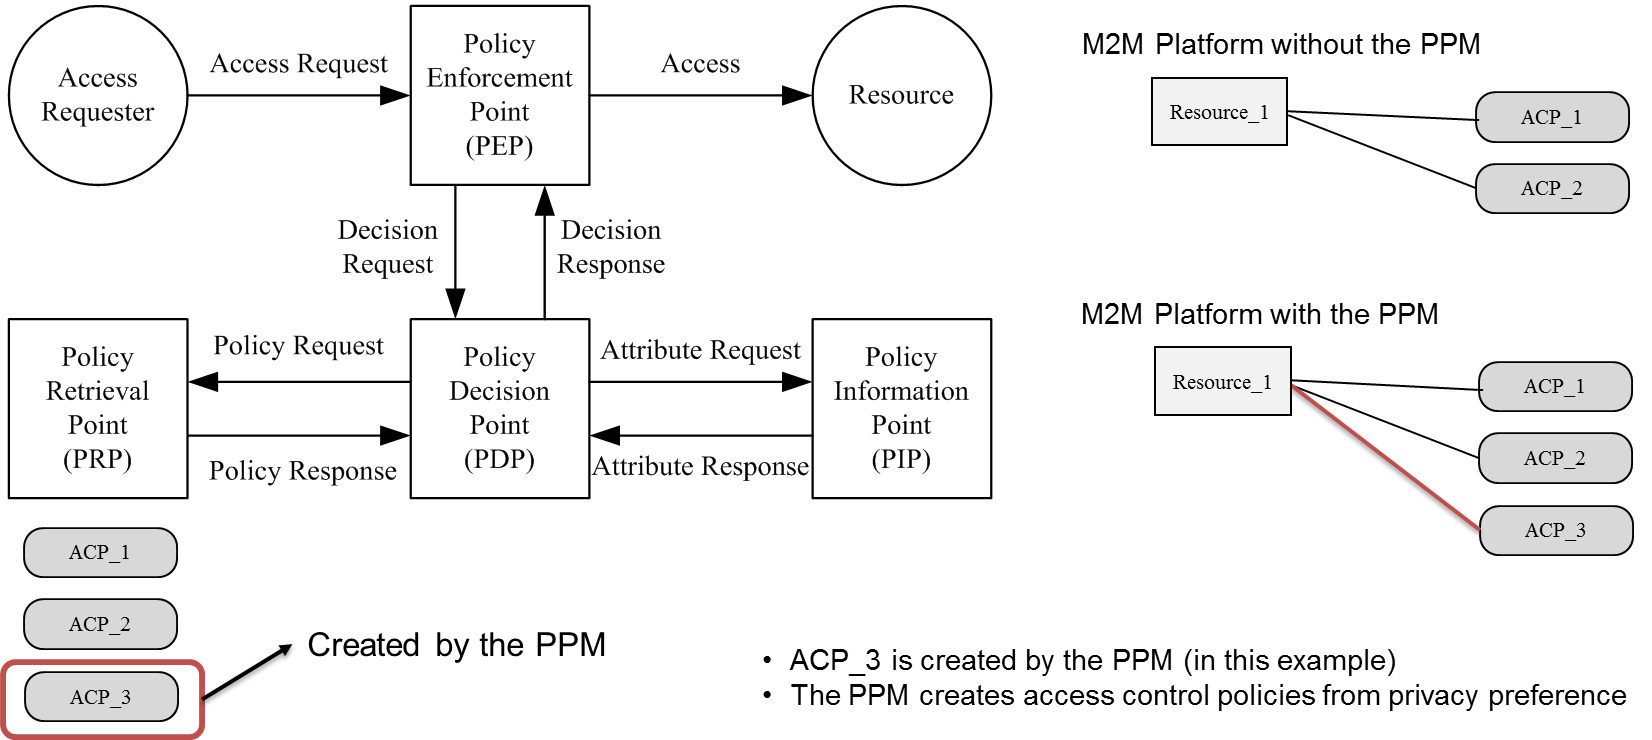 Access
Requester
Access Request
Policy
Enforcement
Point
(PEP)
Access
Resource
Decision
Request
Decision
Response
Policy
Retrieval
Point
(PRP)
Policy Request
Policy Response
Policy
Decision
Point
(PDP)
Attribute Request
Attribute Response
Policy
Information
Point
(PIP)
ACP_1
ACP_2
ACP_3
Created by the PPM
M2M Platform without the PPM
Resource_1
ACP_1
ACP_2
M2M Platform with the PPM
Resource_1
ACP_1
ACP_2
ACP_3
• ACP_3 is created by the PPM (in this example)
• The PPM creates access control policies from privacy preference